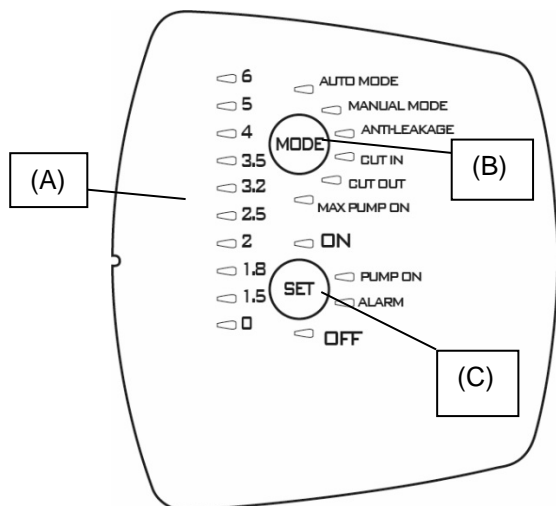 6
5
4
3.5
3.2
2.5
2
1.8
1.5
0
AUTO MODE
MANUAL MODE
ANTI-LEAKAGE
MODE
CUT IN
CUT OUT
MAX PUMP ON
ON
PUMP ON
SET
ALARM
OFF
(A)
(B)
(C)